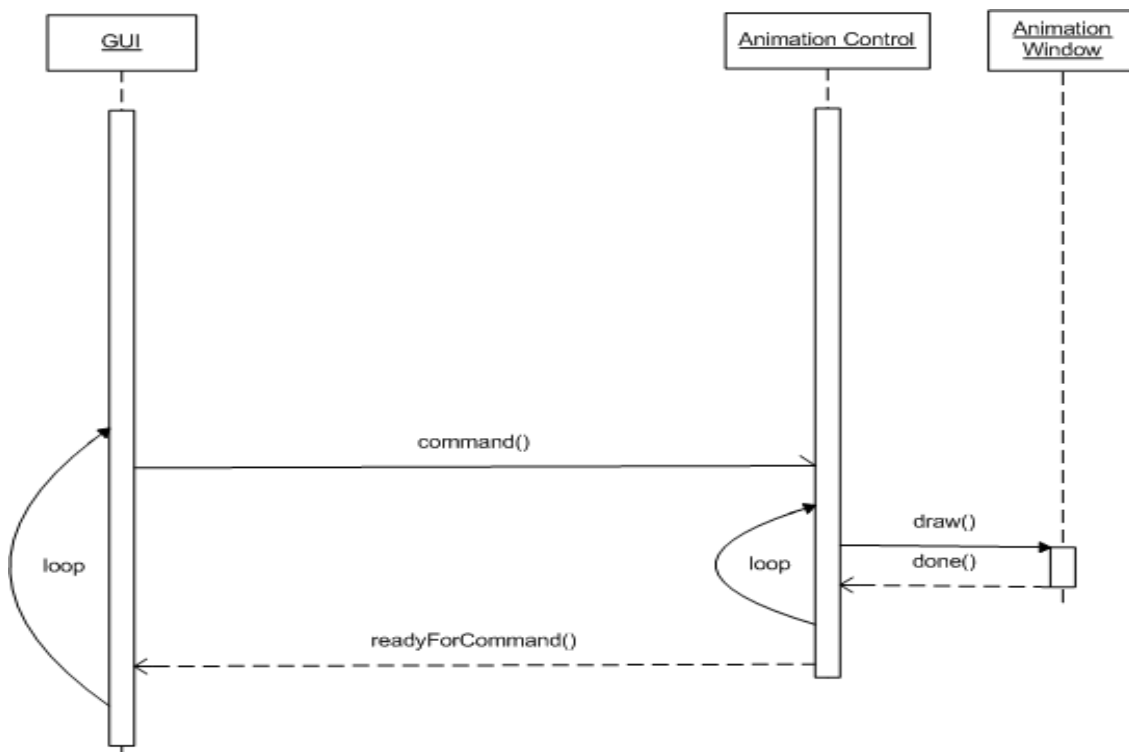 GUI
Animation Control
Animation
Window
command()
draw()
loop
loop
done()
readyForCommand()